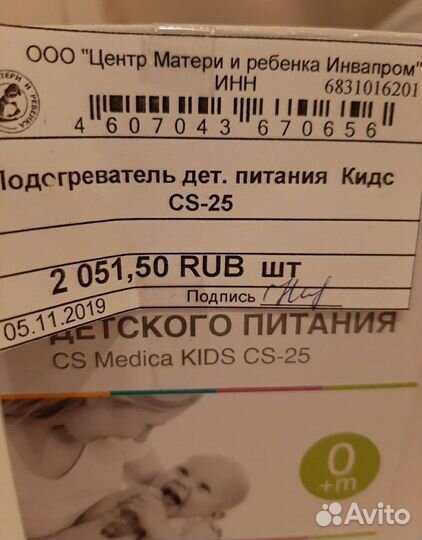 ООО "Центр Матери и ребенка Инвапром"
ИНН 6831016201
4 607043 670656
Подогреватель дет. питания Кидс
CS-25
2 051,50 RUB шт
Подпись
05.11.2019
ДЕТСКОГО ПИТАНИЯ
CS Medica KIDS CS-25
0
+m
Avito